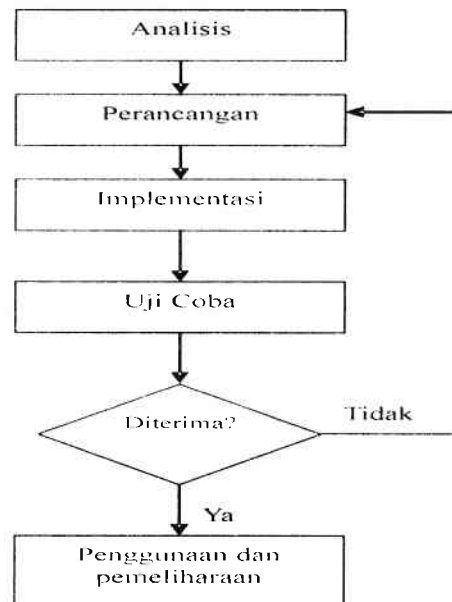 Analisis
Perancangan
Implementasi
Uji Coba
Diterima?
Tidak
Ya
Penggunaan dan
pemeliharaan